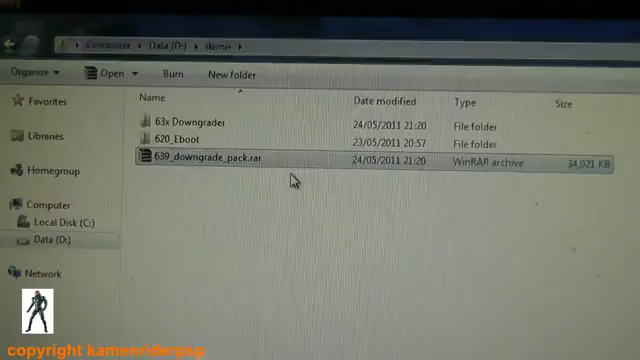 Computer Data (D:) demo
Organize Open Burn New folder
Name Date modified Type Size
Favorites
Libraries
Homegroup
Computer
Local Disk (C:)
Data (D:)
Network
63x Downgrader 24/05/2011 21:20 File folder
620_Eboot 23/05/2011 20:57 File folder
639_downgrade_pack.rar 24/05/2011 21:20 WinRAR archive 34,021 KB
copyright kamenriderpsp